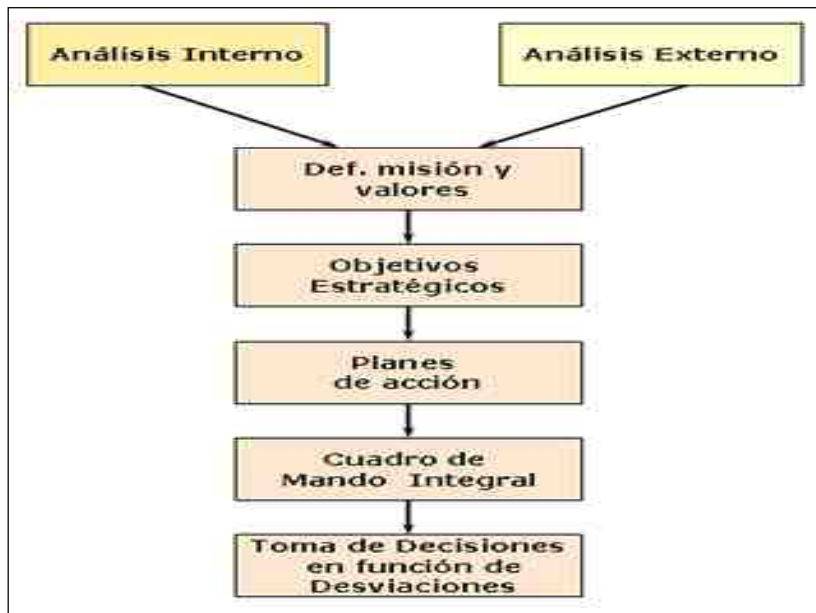 Análisis Interno
Análisis Externo
Def. misión y
valores
Objetivos
Estratégicos
Planes
de acción
Cuadro de
Mando Integral
Toma de Decisiones
en función de
Desviaciones